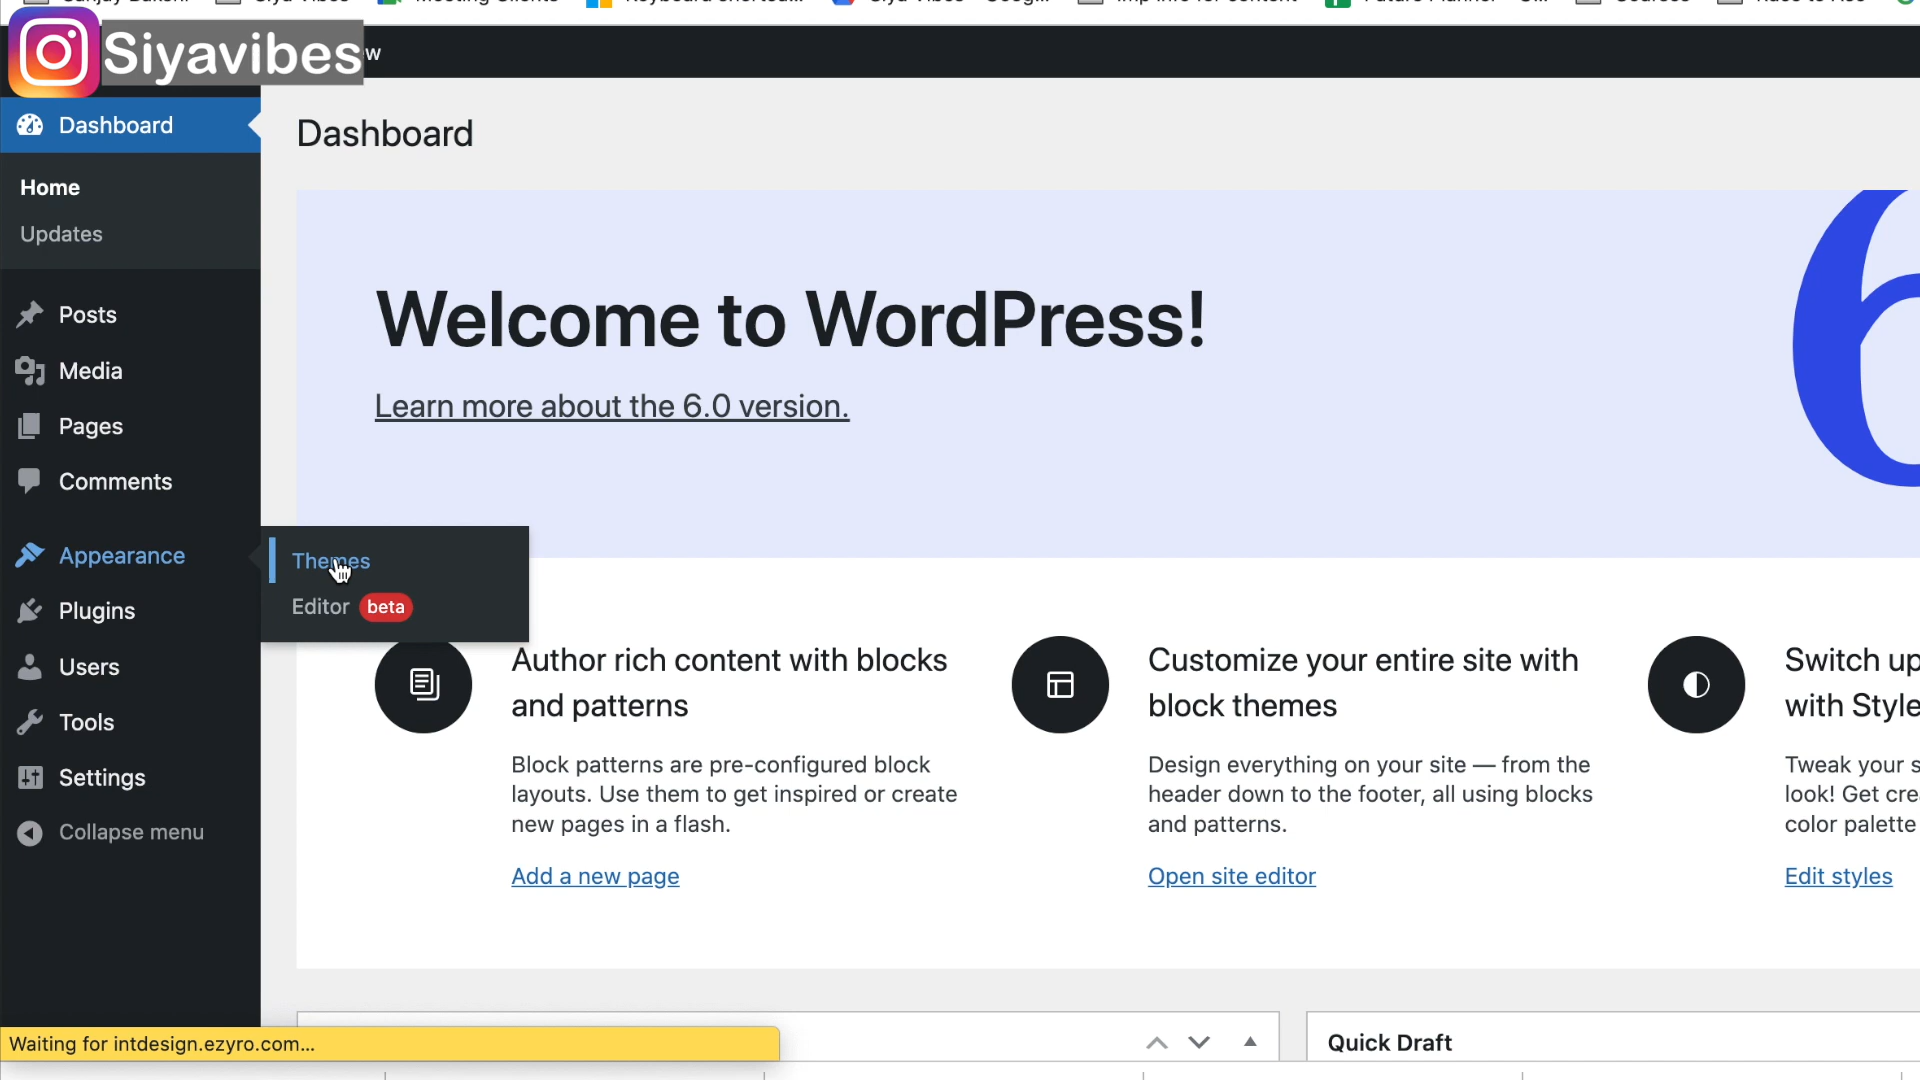 Siyavibes
w
Dashboard
Dashboard
Home
Updates
Posts
Media
Pages
Comments
Appearance
Themes
Editor beta
Plugins
Users
Tools
Settings
Collapse menu
Welcome to WordPress!
Learn more about the 6.0 version.
6
Author rich content with blocks
and patterns
Block patterns are pre-configured block
layouts. Use them to get inspired or create
new pages in a flash.
Add a new page
Customize your entire site with
block themes
Design everything on your site — from the
header down to the footer, all using blocks
and patterns.
Open site editor
Switch up
with Style
Tweak your s
look! Get crea
color palette
Edit styles
Quick Draft
Waiting for intdesign.ezyro.com...